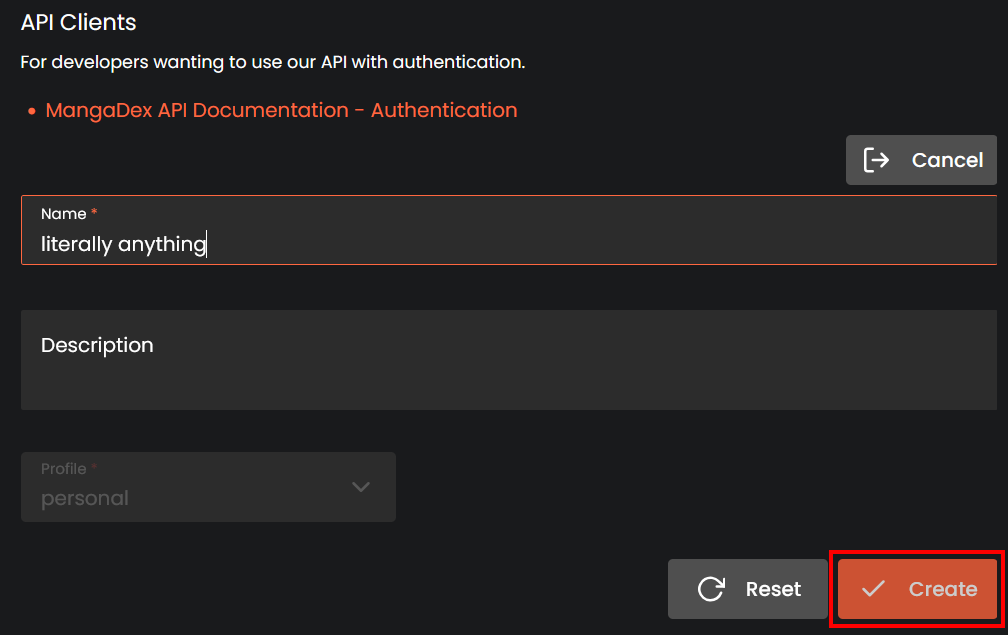 API Clients
For developers wanting to use our API with authentication.
• MangaDex API Documentation - Authentication
Cancel
Name *
literally anything
Description
Profile *
personal
Reset
Create